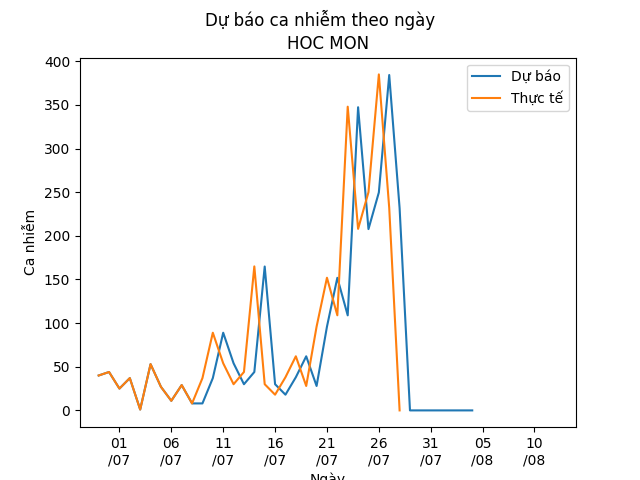 Dự báo ca nhiễm theo ngày
HOC MON
Dự báo
Thực tế
Ca nhiễm
400
350
300
250
200
150
100
50
0
01 06 11 16 21 26 31 05 10
/07 /07 /07 /07 /07 /07 /07 /08 /08
Ngày